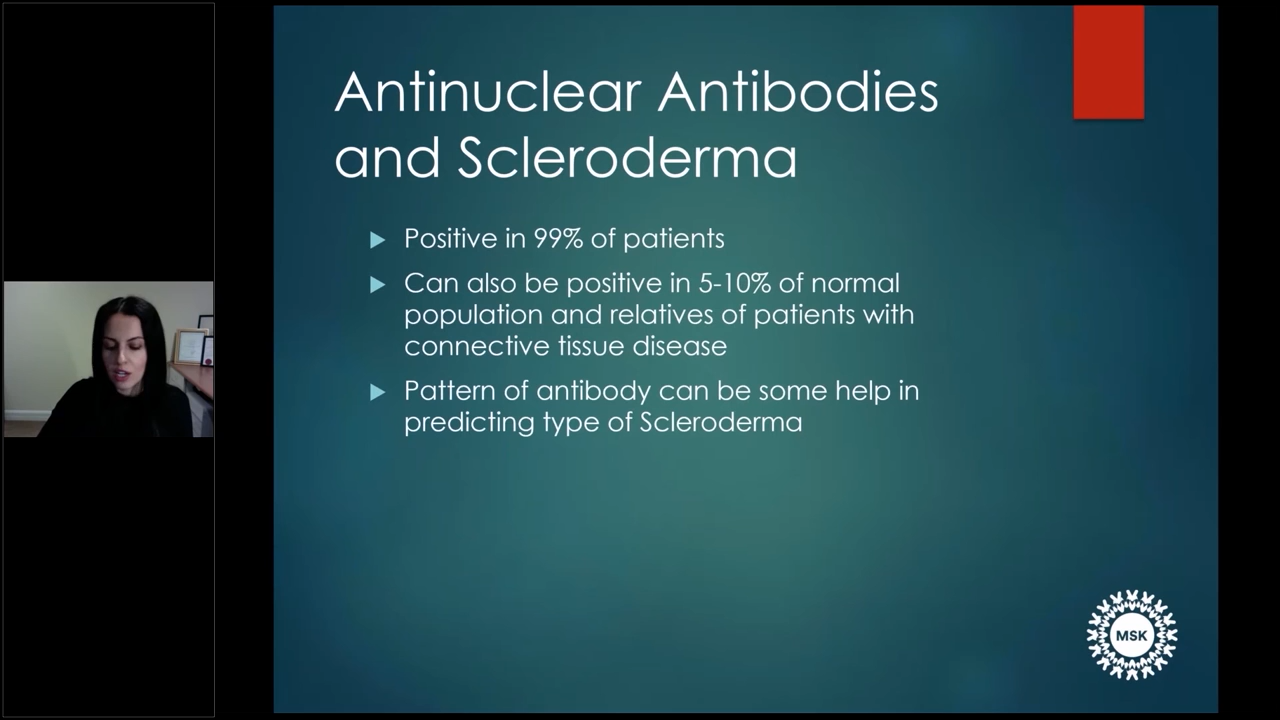 Antinuclear Antibodies
and Scleroderma
Positive in 99% of patients
Can also be positive in 5-10% of normal
population and relatives of patients with
connective tissue disease
Pattern of antibody can be some help in
predicting type of Scleroderma
MSK